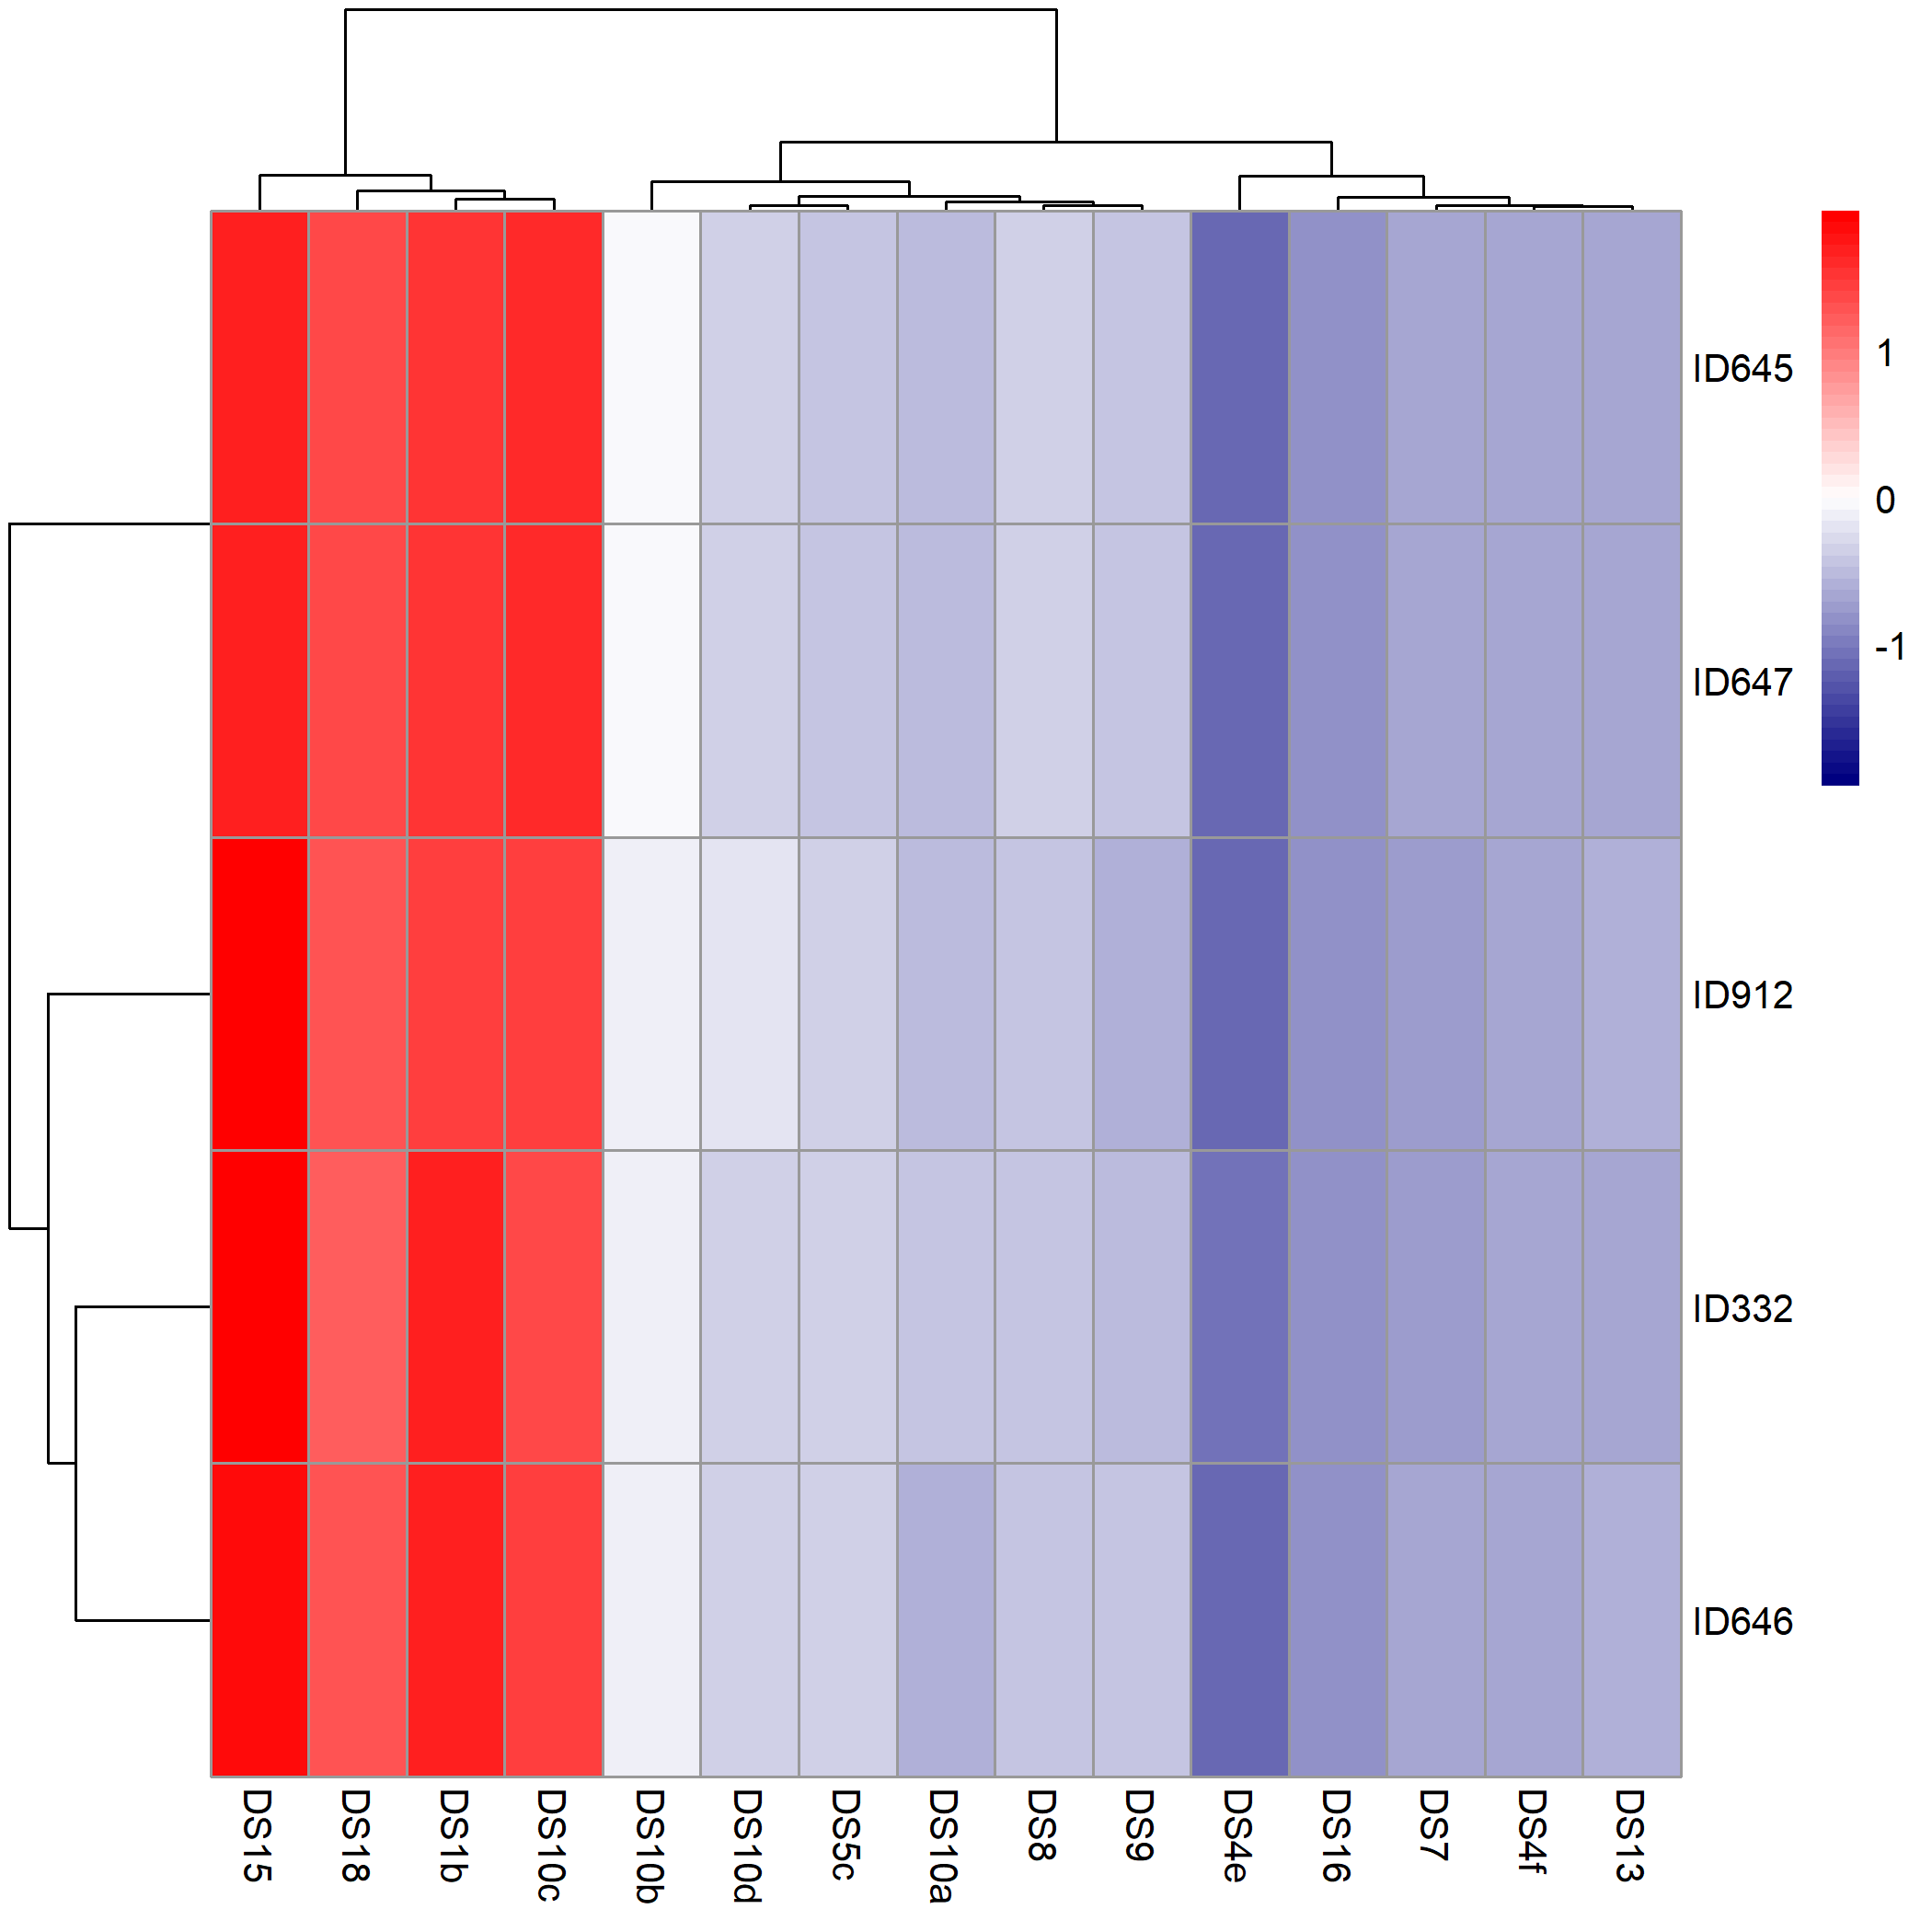 1
0
-1
ID645
ID647
ID912
ID332
ID646
DS15
DS18
DS1b
DS10c
DS10b
DS10d
DS5c
DS10a
DS8
DS9
DS4e
DS16
DS7
DS4f
DS13